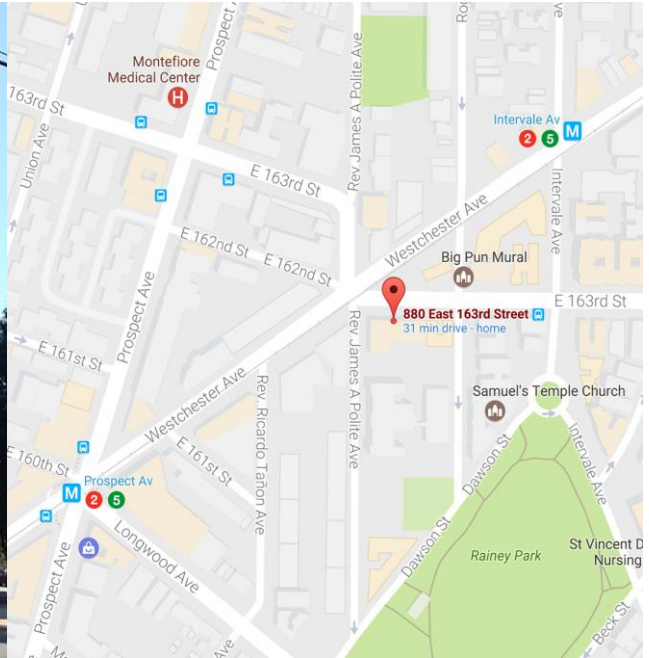 Montefiore
Medical Center
H
Prospect A
163rd St
Union Ave
Rev James A Polite Ave
Ro
ve
Intervale Av
M
2 5
E 163rd St
Intervale Ave
Westchester Ave
E 162nd St
E 162nd St
Big Pun Mural
E 163rd St
880 East 163rd Street
31 min drive - home
Prospect Ave
E 161st St
Rev James A Polite Ave
Samuel's Temple Church
Westchester Ave
Rev. Ricardo Tañon Ave
E 161st St
Dawson St
Intervale Ave
E 160th St
Prospect Av
M
2 5
Longwood Ave
Dawson St
Rainey Park
St Vincent D
Nursing
Prospect Ave
Beck St
Ave